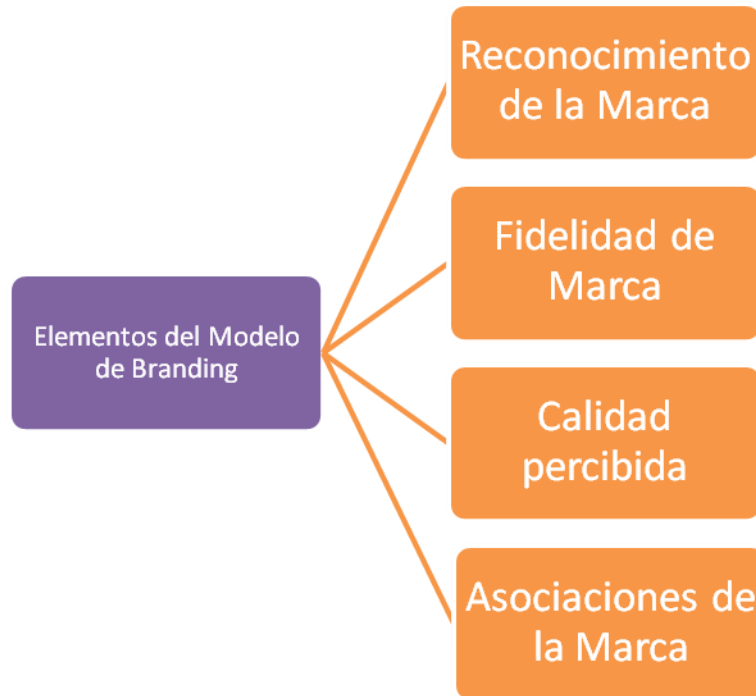 Reconocimiento
de la Marca
Fidelidad de
Marca
Elementos del Modelo
de Branding
Calidad
percibida
Asociaciones de
la Marca